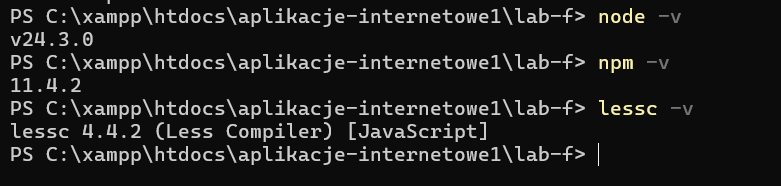 PS C:\xampp\htdocs\aplikacje-internetowe1\lab-f> node -v
v24.3.0
PS C:\xampp\htdocs\aplikacje-internetowe1\lab-f> npm -v
11.4.2
PS C:\xampp\htdocs\aplikacje-internetowe1\lab-f> lessc -v
lessc 4.4.2 (Less Compiler) [JavaScript]
PS C:\xampp\htdocs\aplikacje-internetowe1\lab-f>